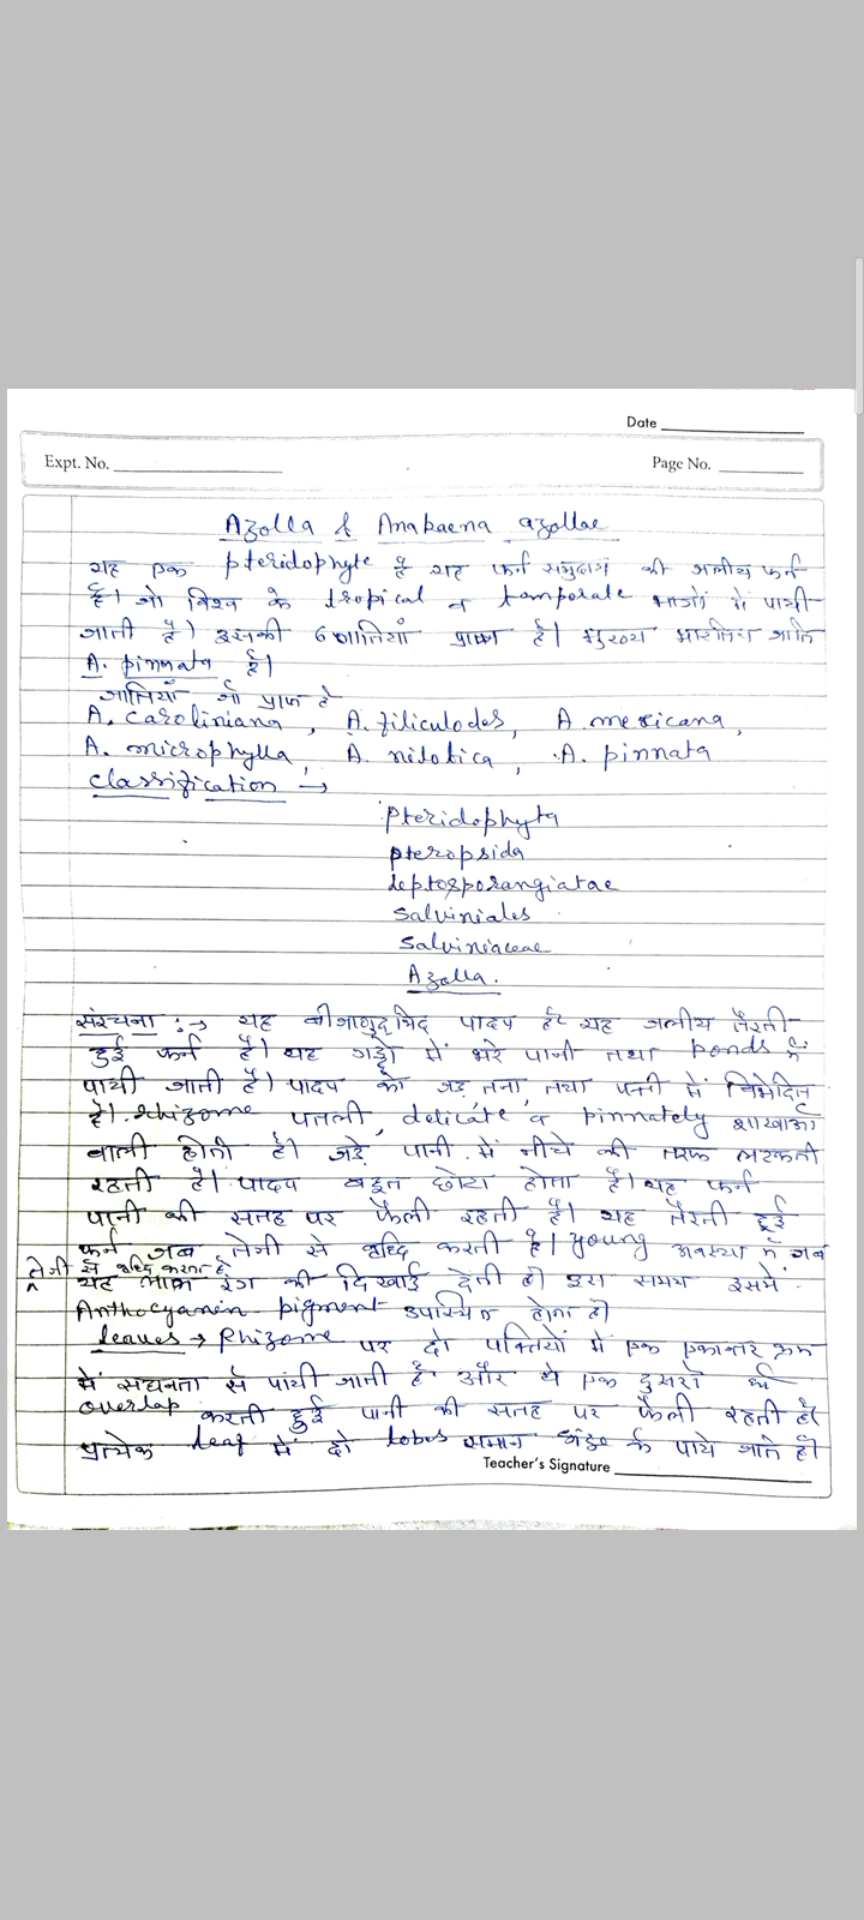 Date
Expt. No.
Page No.
Azolla & Anabaena azollae
यह एक pteridophyte है यह फर्न समुदाय की जलीय फर्न
है। जो विश्व के tropical व tamporate भागों में पायी
जाती है। इसकी 6 जातियाँ प्राप्त है। मुख्य भारतिय जाति
A. pinnata है।
जातियाँ जो प्राप्त है
A. caroliniana, A. filiculodes, A mexicana,
A. microphylla, A. nilotica, A. pinnata
classification →
Pteridophyta
pteropsida
leptosporangiatae
salviniales
salviniaceae
Azolla.
संरचना :→ यह बीजाणुद्भिद पादप है यह जलीय तैरती
हुई फर्न है। यह गड्ढो में भरे पानी तथा ponds में
पायी जाती है। पादप को जड़ तना, तथा पत्ती में विभेदित
है। rhizome पतली, delicate व pinnately शाखाओं
वाली होती है। जड़े पानी में नीचे की तरफ लटकती
रहती है। पादप बहुत छोटा होता है। यह फर्न
पानी की सतह पर फैली रहती है। यह तैरती हुई
फर्न जब तेजी से वृध्दि करती है। young अवस्था में जब
तेजी से वृध्दि करता है
यह लाल रंग की दिखाई देती है इस समय इसमें
Anthocyanin pigment उपस्थित होता है
leaves → Rhizome पर दो पंक्तियों में एक एकान्तर क्रम
में सघनता से पायी जाती है और ये एक दुसरो को
overlap करती हुई पानी की सतह पर फैली रहती है।
प्रत्येक leaf में दो lobes समान के पाये जाते है
Teacher's Signature